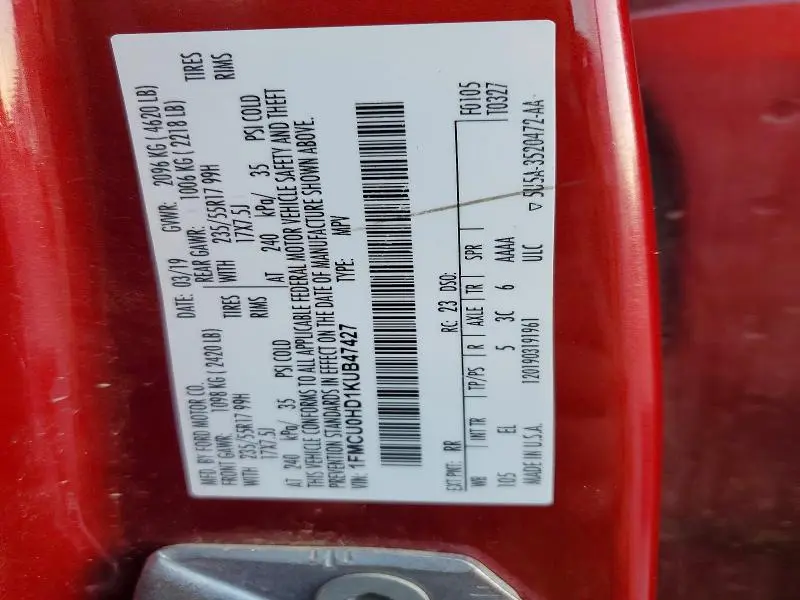 MFD. BY FORD MOTOR CO.
DATE: 03/19 GVWR: 2096 KG ( 4620 LB)
FRONT GAWR: 1098 KG ( 2420 LB) REAR GAWR: 1006 KG ( 2218 LB)
WITH 235/55R17 99H TIRES WITH 235/55R17 99H TIRES
17X7.5J RIMS 17X7.5J RIMS
AT 240 kPa/ 35 PSI COLD AT 240 kPa/ 35 PSI COLD
THIS VEHICLE CONFORMS TO ALL APPLICABLE FEDERAL MOTOR VEHICLE SAFETY AND THEFT
PREVENTION STANDARDS IN EFFECT ON THE DATE OF MANUFACTURE SHOWN ABOVE.
VIN: 1FMCU0HD1KUB47427 TYPE: MPV
F0105
EXT PNT: RR RC: 23 DSO: T0327
WB INT TR TP/PS R AXLE TR SPR
105 EL 5 3C 6 AAAA
1201903191961 ULC
MADE IN U.S.A. ▽ 5U5A-3520472-AA